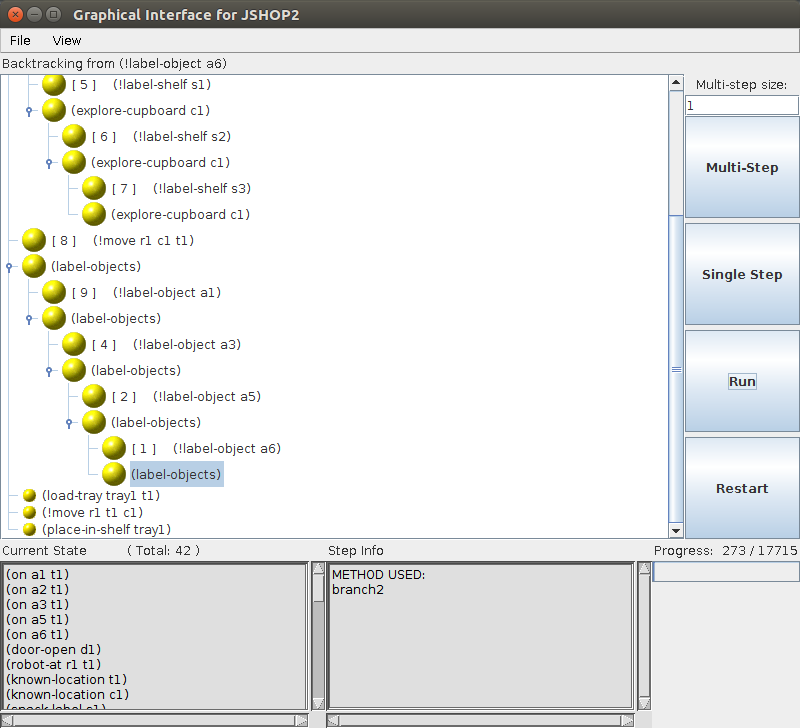 Graphical Interface for JSHOP2
File View
Backtracking from (!label-object a6)
[ 5 ] (!label-shelf s1)
(explore-cupboard c1)
[ 6 ] (!label-shelf s2)
(explore-cupboard c1)
[ 7 ] (!label-shelf s3)
(explore-cupboard c1)
[ 8 ] (!move r1 c1 t1)
(label-objects)
[ 9 ] (!label-object a1)
(label-objects)
[ 4 ] (!label-object a3)
(label-objects)
[ 2 ] (!label-object a5)
(label-objects)
[ 1 ] (!label-object a6)
(label-objects)
(load-tray tray1 t1)
(!move r1 t1 c1)
(place-in-shelf tray1)
Multi-step size:
1
Multi-Step
Single Step
Run
Restart
Current State ( Total: 42 )
(on a1 t1)
(on a2 t1)
(on a3 t1)
(on a5 t1)
(on a6 t1)
(door-open d1)
(robot-at r1 t1)
(known-location t1)
(known-location c1)
Step Info
METHOD USED:
branch2
Progress: 273 / 17715